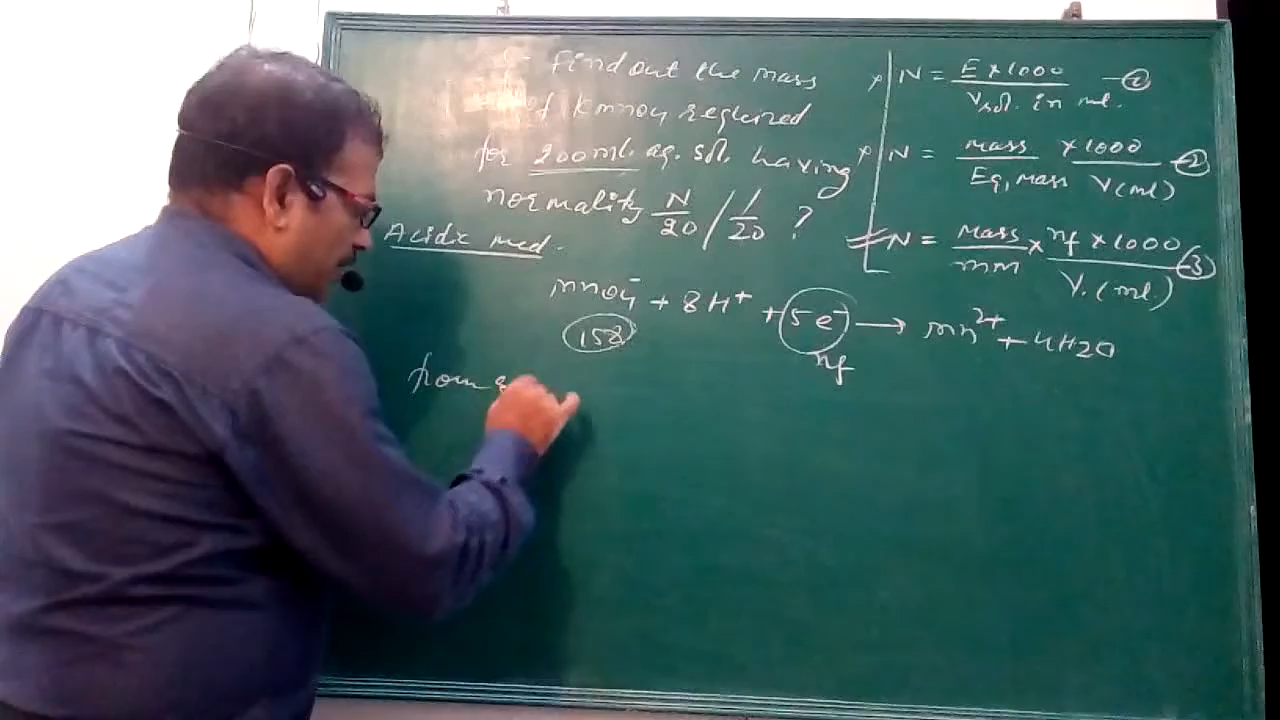 find out the mass
of kmno4 required
for 200ml. aq. sol. having
normality N/20 / 1/20 ?
N = E × 1000 / V sol. in ml. — ①
N = mass / Eq. mass × 1000 / V (ml) — ②
N = mass / mm × nf × 1000 / V. (ml.) — ③
Acidic med.
mno4⁻ + 8H⁺ + 5e⁻ → mn²⁺ + 4H2O
158
nf
from